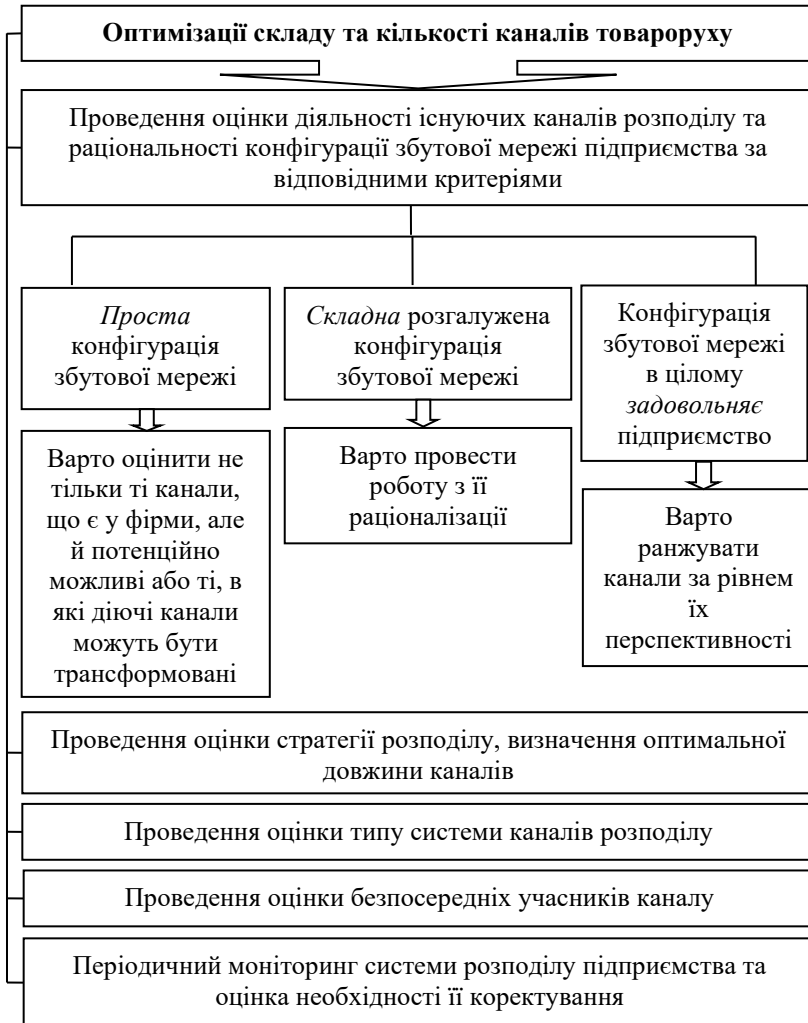 Оптимізації складу та кількості каналів товароруху
Проведення оцінки діяльності існуючих каналів розподілу та
раціональності конфігурації збутової мережі підприємства за
відповідними критеріями
Проста
конфігурація
збутової мережі
Складна розгалужена
конфігурація
збутової мережі
Конфігурація
збутової мережі
в цілому
задовольняє
підприємство
Варто оцінити не
тільки ті канали,
що є у фірми, але
й потенційно
можливі або ті, в
які діючі канали
можуть бути
трансформовані
Варто провести
роботу з її
раціоналізації
Варто
ранжувати
канали за рівнем
їх
перспективності
Проведення оцінки стратегії розподілу, визначення оптимальної
довжини каналів
Проведення оцінки типу системи каналів розподілу
Проведення оцінки безпосередніх учасників каналу
Періодичний моніторинг системи розподілу підприємства та
оцінка необхідності її коректування